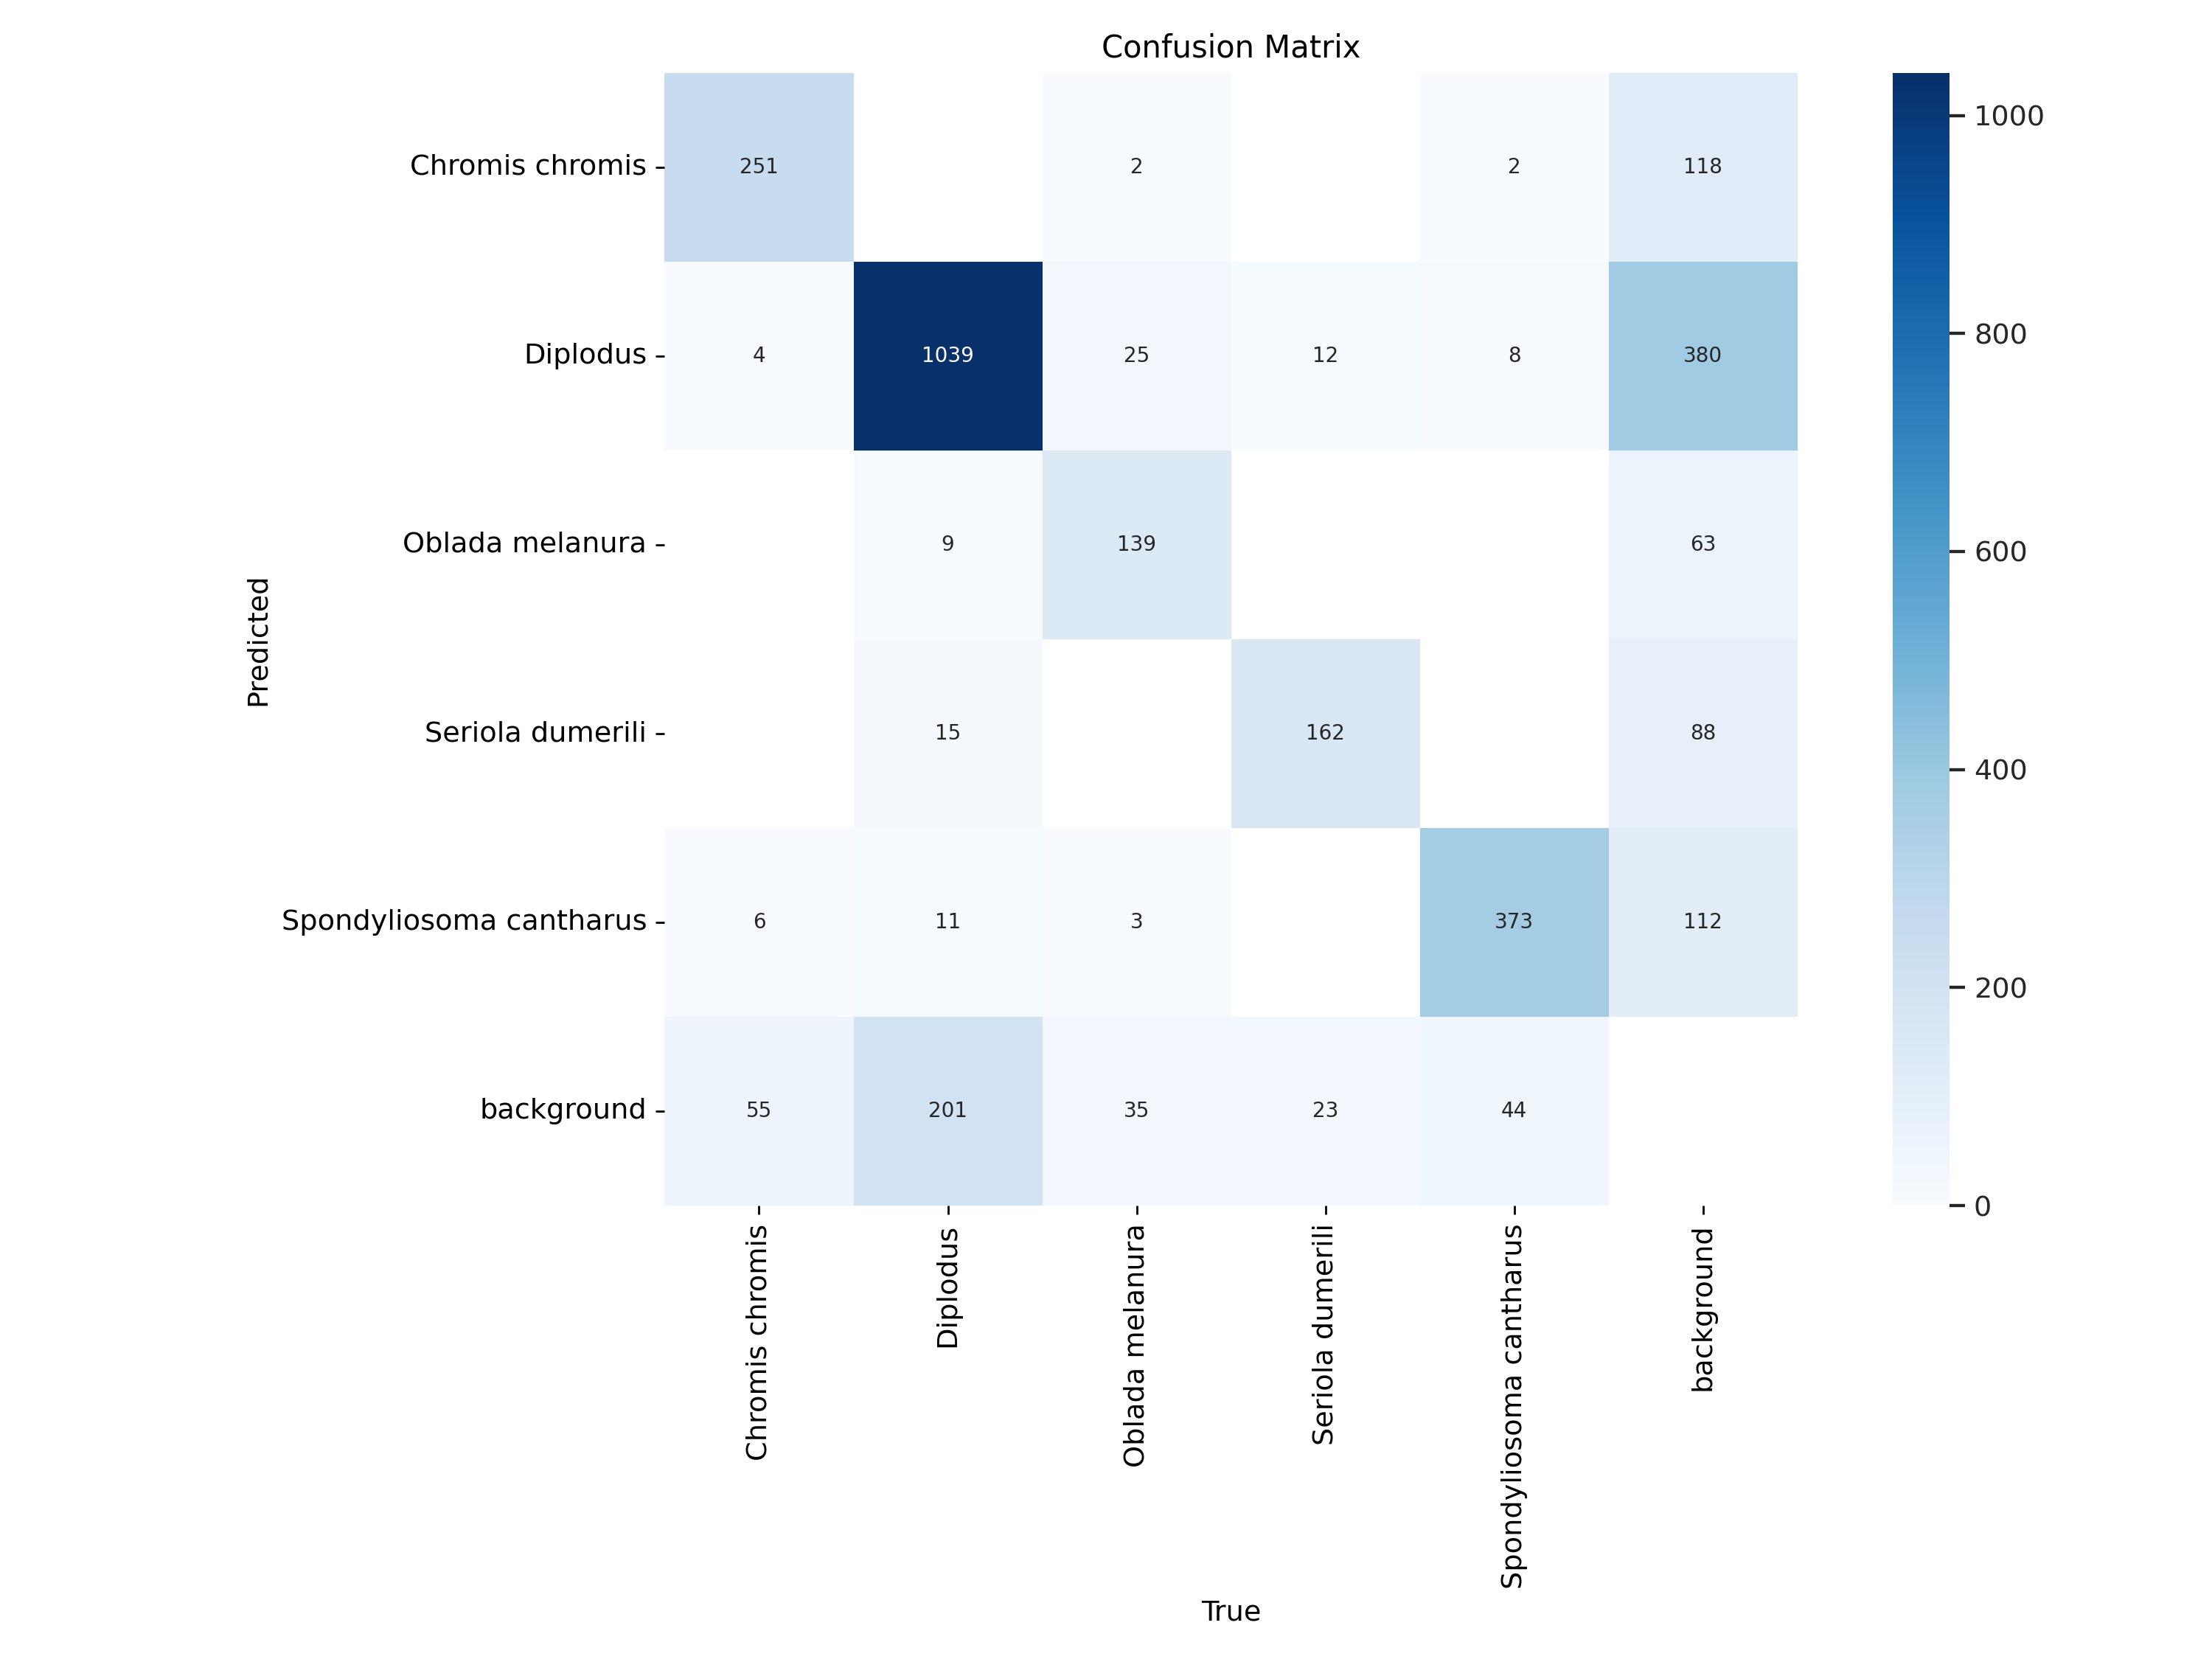 Confusion Matrix
Chromis chromis 251 2 2 118
Diplodus 4 1039 25 12 8 380
Oblada melanura 9 139 63
Seriola dumerili 15 162 88
Spondyliosoma cantharus 6 11 3 373 112
background 55 201 35 23 44
Predicted
Chromis chromis
Diplodus
Oblada melanura
Seriola dumerili
Spondyliosoma cantharus
background
True
1000
800
600
400
200
0